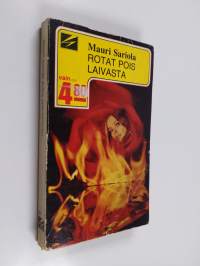 Mauri Sariola
ROTAT POIS
LAIVASTA
vain
4 80